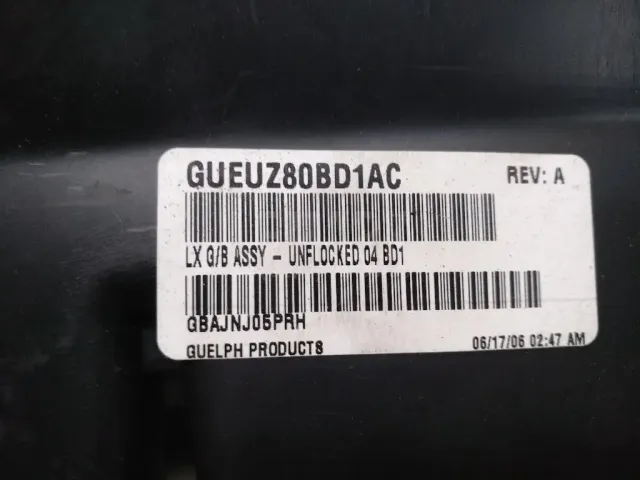 GUEUZ80BD1AC REV: A
LX G/B ASSY - UNFLOCKED 04 BD1
GBAJNJ05PRH
GUELPH PRODUCTS 06/17/06 02:47 AM